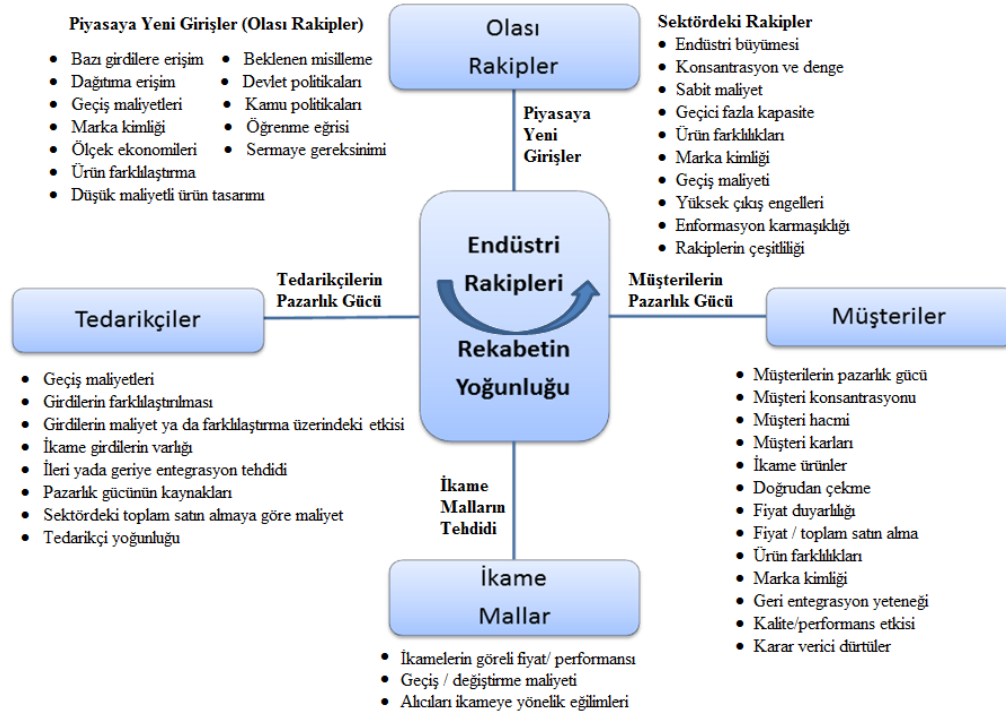 Piyasaya Yeni Girişler (Olası Rakipler)
Bazı girdilere erişim
Dağıtıma erişim
Geçiş maliyetleri
Marka kimliği
Ölçek ekonomileri
Ürün farklılaştırma
Düşük maliyetli ürün tasarımı
Beklenen misilleme
Devlet politikaları
Kamu politikaları
Öğrenme eğrisi
Sermaye gereksinimi
Olası
Rakipler
Piyasaya
Yeni
Girişler
Sektördeki Rakipler
Endüstri büyümesi
Konsantrasyon ve denge
Sabit maliyet
Geçici fazla kapasite
Ürün farklılıkları
Marka kimliği
Geçiş maliyeti
Yüksek çıkış engelleri
Enformasyon karmaşıklığı
Rakiplerin çeşitliliği
Tedarikçiler
Tedarikçilerin
Pazarlık Gücü
Endüstri
Rakipleri
Rekabetin
Yoğunluğu
Müşterilerin
Pazarlık Gücü
Müşteriler
Geçiş maliyetleri
Girdilerin farklılaştırılması
Girdilerin maliyet ya da farklılaştırma üzerindeki etkisi
İkame girdilerin varlığı
İleri yada geriye entegrasyon tehdidi
Pazarlık gücünün kaynakları
Sektördeki toplam satın almaya göre maliyet
Tedarikçi yoğunluğu
Müşterilerin pazarlık gücü
Müşteri konsantrasyonu
Müşteri hacmi
Müşteri karları
İkame ürünler
Doğrudan çekme
Fiyat duyarlılığı
Fiyat / toplam satın alma
Ürün farklılıkları
Marka kimliği
Geri entegrasyon yeteneği
Kalite/performans etkisi
Karar verici dürtüler
İkame
Malların
Tehdidi
İkame
Mallar
İkamelerin göreli fiyat/ performansı
Geçiş / değiştirme maliyeti
Alıcıları ikameye yönelik eğilimleri